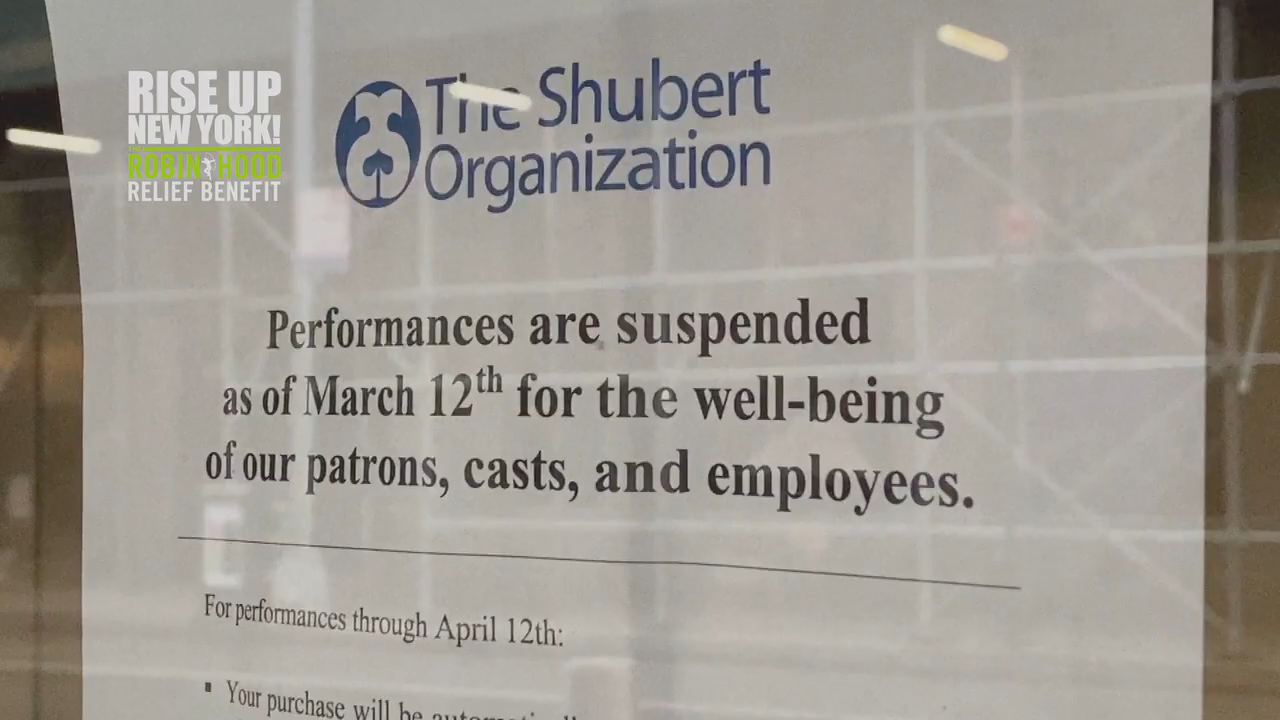 RISE UP
NEW YORK!
THE
ROBIN HOOD
RELIEF BENEFIT
The Shubert
Organization
Performances are suspended
as of March 12th for the well-being
of our patrons, casts, and employees.
For performances through April 12th:
▪ Your purchase will be